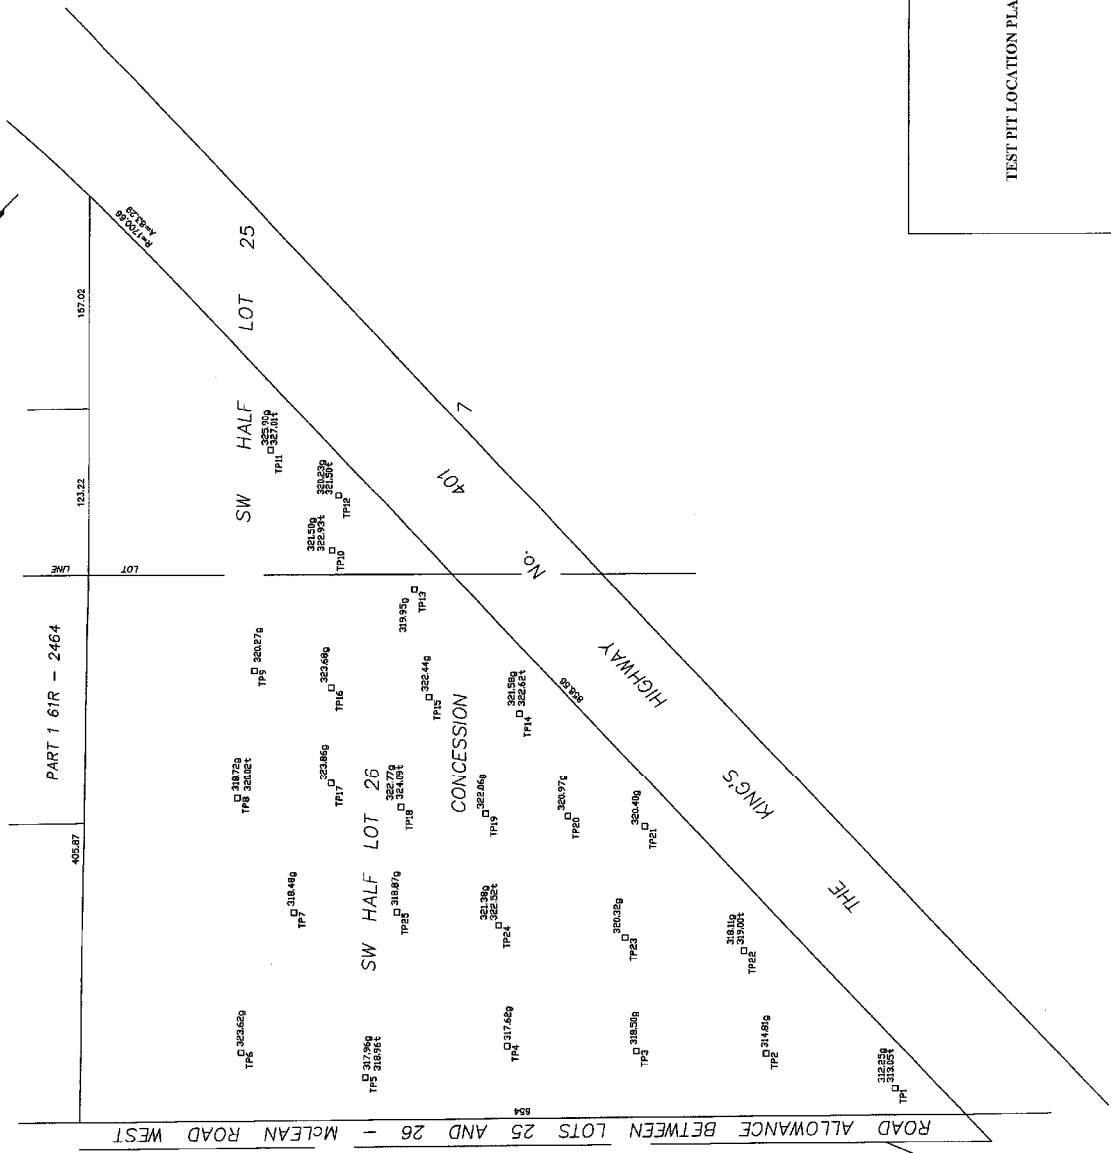 TEST PIT LOCATION PLA
R=1700.66
A=83.29
157.02
123.22
405.87
PART 1 61R - 2464
LOT
LINE
SW HALF LOT 25
325.90g
327.01t
TP11
320.23g
321.50t
TP12
321.50g
322.93t
TP10
319.95g
TP13
320.27g
TP9
323.68g
TP16
322.44g
TP15
321.58g
322.62t
TP14
318.72g
320.02t
TP8
323.86g
TP17
322.77g
324.09t
TP18
322.06g
TP19
320.97g
TP20
320.40g
TP21
SW HALF LOT 26
CONCESSION
7
318.48g
TP7
318.87g
TP25
321.38g
322.52t
TP24
320.32g
TP23
318.11g
319.00t
TP22
323.62g
TP6
317.96g
318.96t
TP5
317.62g
TP4
318.50g
TP3
314.81g
TP2
312.25g
313.05t
TP1
858.56
654
THE KING'S HIGHWAY No. 401
ROAD ALLOWANCE BETWEEN LOTS 25 AND 26 - McLEAN ROAD WEST